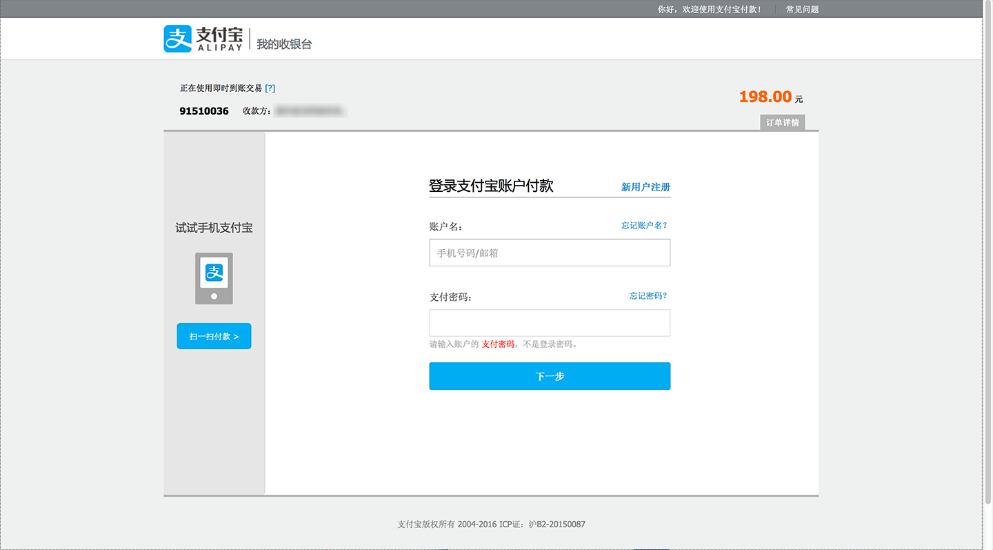 你好，欢迎使用支付宝付款！ 常见问题
支付宝 我的收银台
ALIPAY
正在使用即时到账交易 [?]
198.00 元
91510036 收款方：
订单详情
登录支付宝账户付款 新用户注册
账户名： 忘记账户名？
手机号码/邮箱
试试手机支付宝
支
支付密码： 忘记密码？
请输入账户的 支付密码，不是登录密码。
扫一扫付款 >
下一步
支付宝版权所有 2004-2016 ICP证：沪B2-20150087